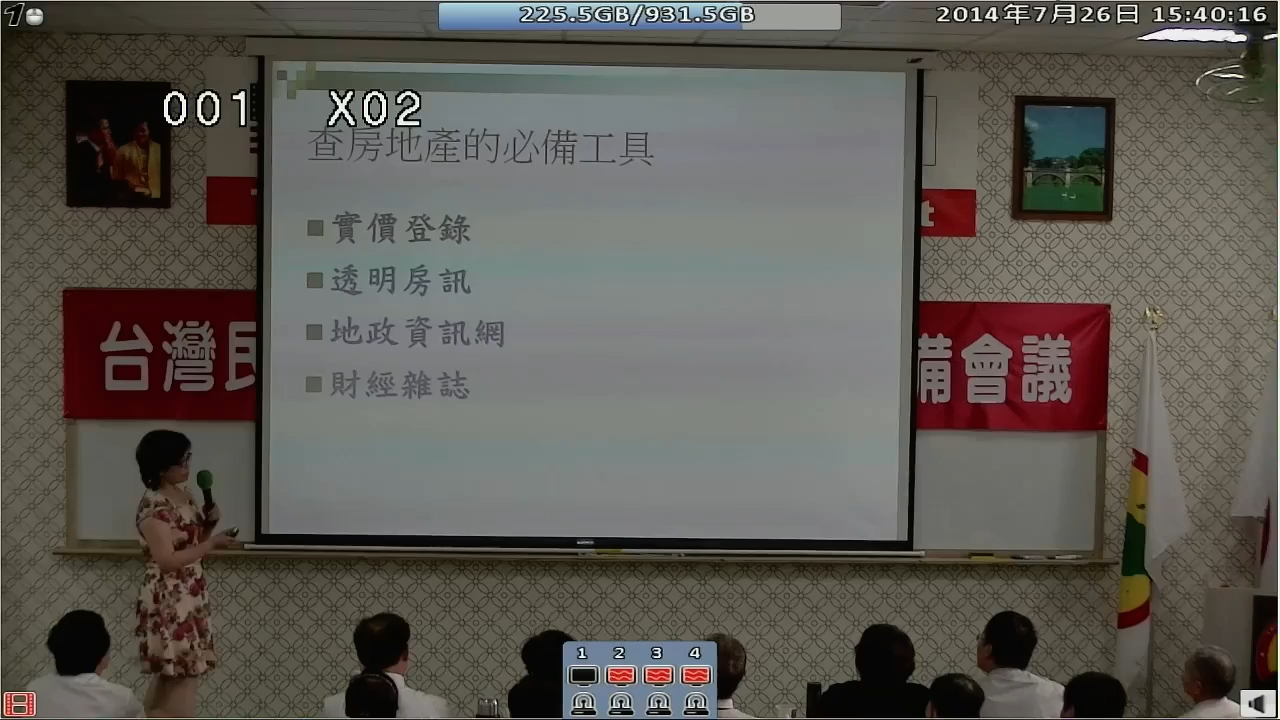 1
225.5GB/931.5GB
2014年7月26日 15:40:16
001 X02
查房地產的必備工具
實價登錄
透明房訊
地政資訊網
財經雜誌
t
台灣民
備會議
1 2 3 4